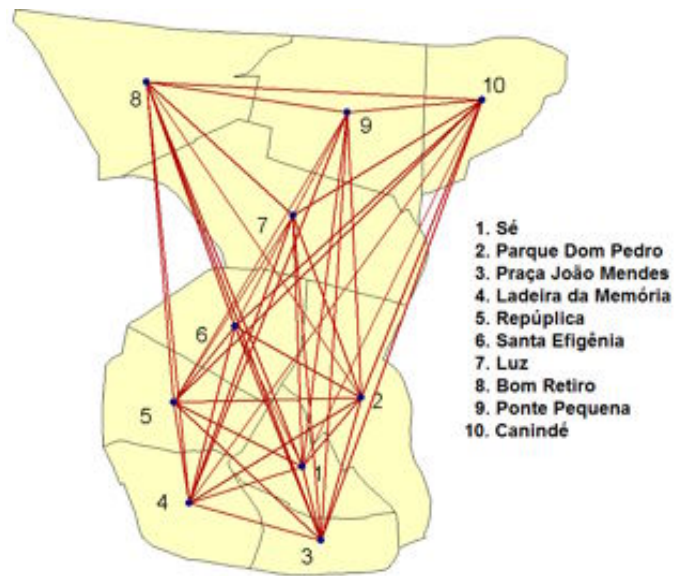 10
8
9
7
1. Sé
2. Parque Dom Pedro
3. Praça João Mendes
4. Ladeira da Memória
5. Repúplica
6. Santa Efigênia
7. Luz
8. Bom Retiro
9. Ponte Pequena
10. Canindé
6
2
5
1
4
3